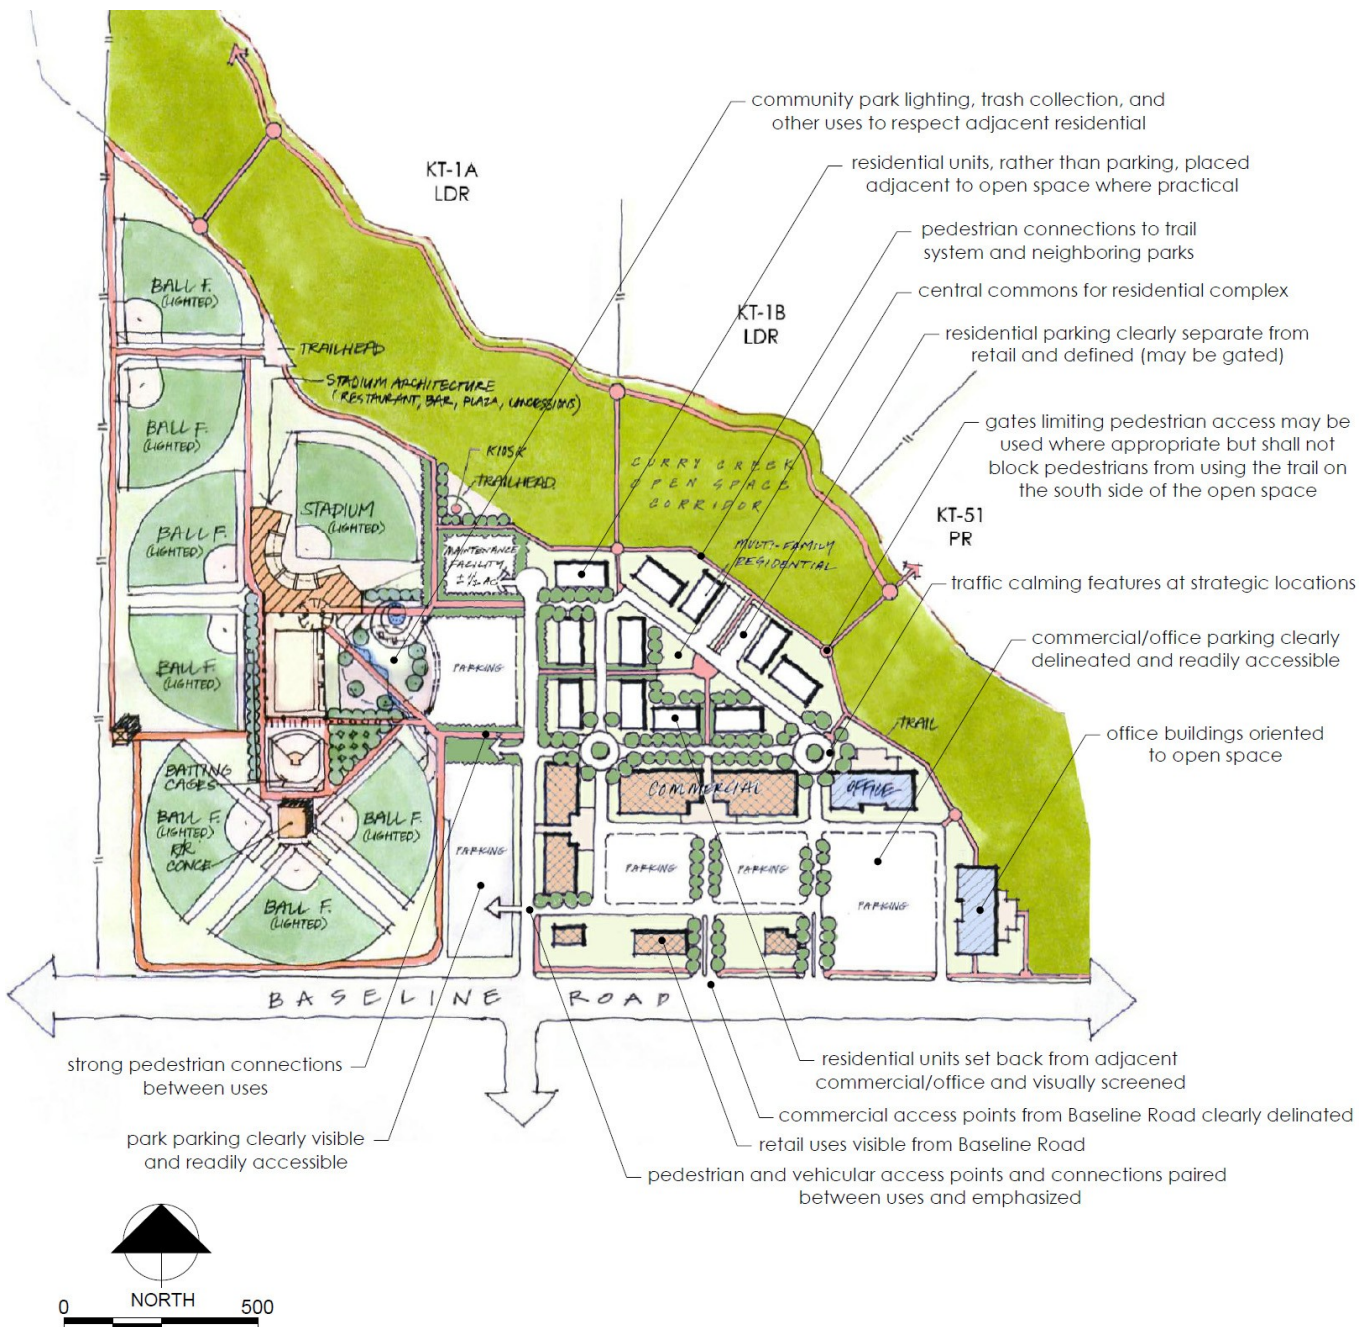 community park lighting, trash collection, and
other uses to respect adjacent residential
KT-1A
LDR
residential units, rather than parking, placed
adjacent to open space where practical
pedestrian connections to trail
system and neighboring parks
central commons for residential complex
BALL F.
(LIGHTED)
KT-1B
LDR
residential parking clearly separate from
retail and defined (may be gated)
TRAILHEAD
STADIUM ARCHITECTURE
(RESTAURANT, BAR, PLAZA, CONCESSIONS)
BALL F.
(LIGHTED)
gates limiting pedestrian access may be
used where appropriate but shall not
block pedestrians from using the trail on
the south side of the open space
KIOSK
TRAILHEAD
CURRY CREEK
OPEN SPACE
CORRIDOR
STADIUM
(LIGHTED)
KT-51
PR
BALL F.
(LIGHTED)
MAINTENANCE
FACILITY
± 1/2 AC
MULTI-FAMILY
RESIDENTIAL
traffic calming features at strategic locations
commercial/office parking clearly
delineated and readily accessible
BALL F.
(LIGHTED)
PARKING
TRAIL
office buildings oriented
to open space
BATTING
CAGES
COMMERCIAL
OFFICE
BALL F.
(LIGHTED)
R/R
CONCE
BALL F.
(LIGHTED)
PARKING
PARKING
PARKING
PARKING
BALL F.
(LIGHTED)
BASELINE ROAD
strong pedestrian connections
between uses
residential units set back from adjacent
commercial/office and visually screened
commercial access points from Baseline Road clearly delinated
park parking clearly visible
and readily accessible
retail uses visible from Baseline Road
pedestrian and vehicular access points and connections paired
between uses and emphasized
NORTH
0 500